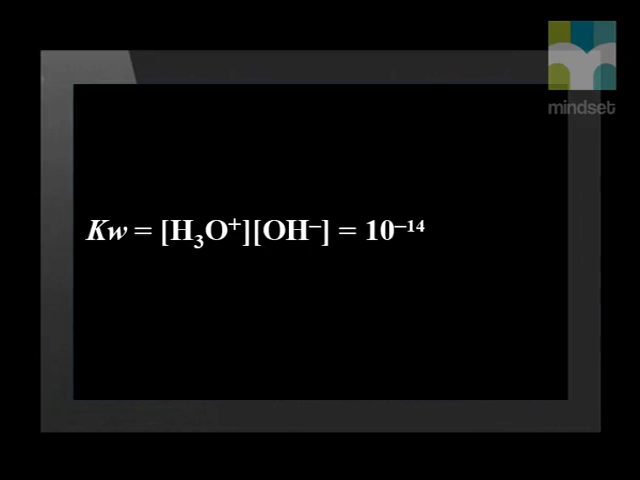 mindset
Kw = [H₃O⁺][OH⁻] = 10⁻¹⁴